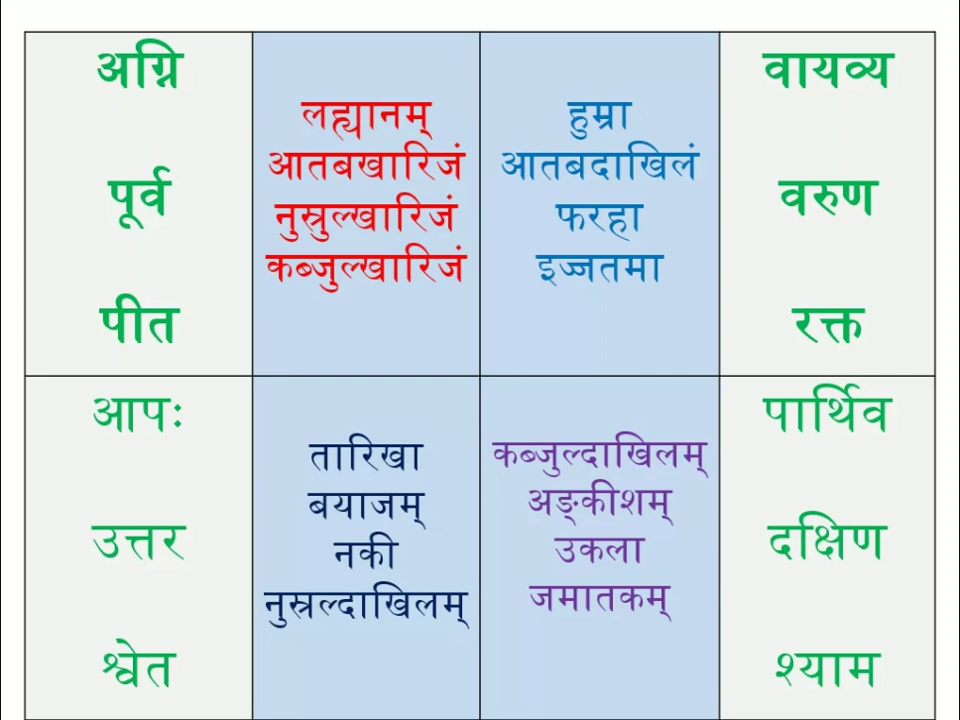 अग्नि
पूर्व
पीत
लह्यानम्
आतबखारिजं
नुस्रुल्खारिजं
कब्जुल्खारिजं
हुम्रा
आतबदाखिलं
फरहा
इज्जतमा
वायव्य
वरुण
रक्त
आपः
उत्तर
श्वेत
तारिखा
बयाजम्
नकी
नुस्रल्दाखिलम्
कब्जुल्दाखिलम्
अङ्कीशम्
उकला
जमातकम्
पार्थिव
दक्षिण
श्याम